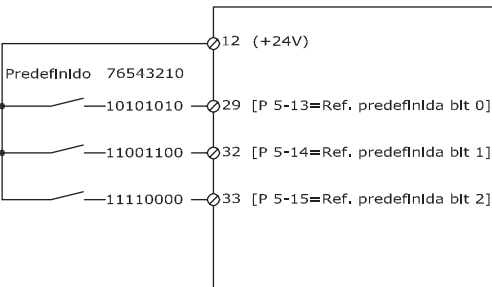 12 (+24V)
Predefinido 76543210
10101010 29 [P 5-13=Ref. predefinida bit 0]
11001100 32 [P 5-14=Ref. predefinida bit 1]
11110000 33 [P 5-15=Ref. predefinida bit 2]